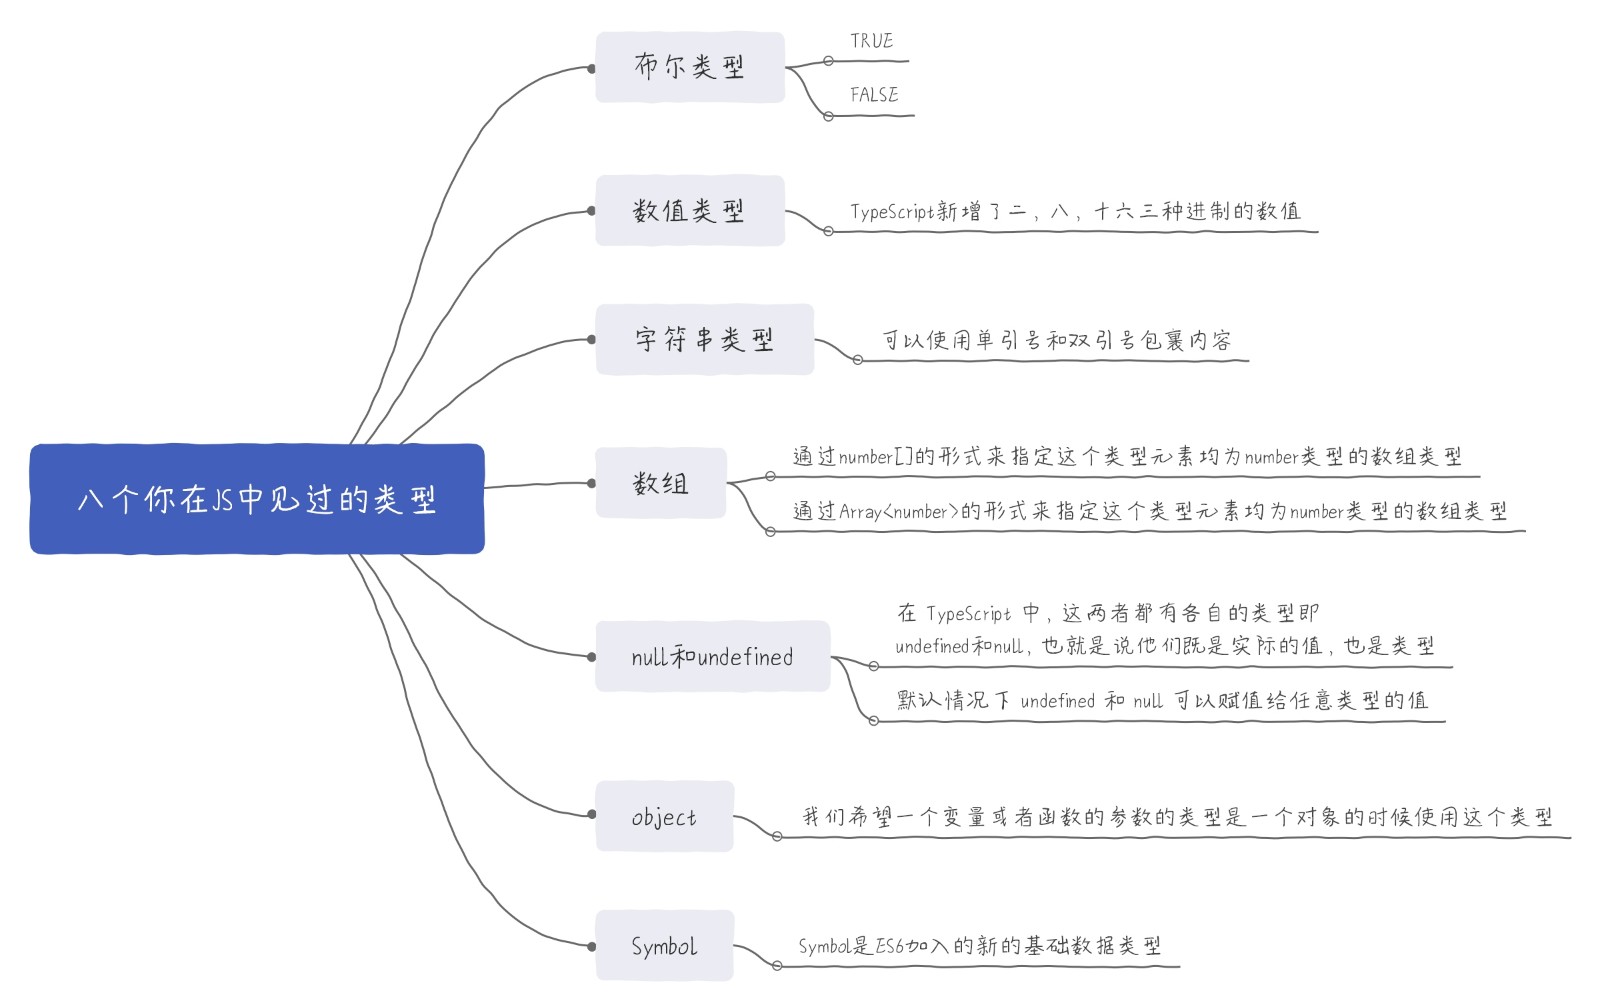 布尔类型
TRUE
FALSE
数值类型
TypeScript新增了二, 八, 十六三种进制的数值
字符串类型
可以使用单引号和双引号包裹内容
八个你在JS中见过的类型
数组
通过number[]的形式来指定这个类型元素均为number类型的数组类型
通过Array<number>的形式来指定这个类型元素均为number类型的数组类型
null和undefined
在 TypeScript 中, 这两者都有各自的类型即
undefined和null, 也就是说他们既是实际的值, 也是类型
默认情况下 undefined 和 null 可以赋值给任意类型的值
object
我们希望一个变量或者函数的参数的类型是一个对象的时候使用这个类型
Symbol
Symbol是ES6加入的新的基础数据类型